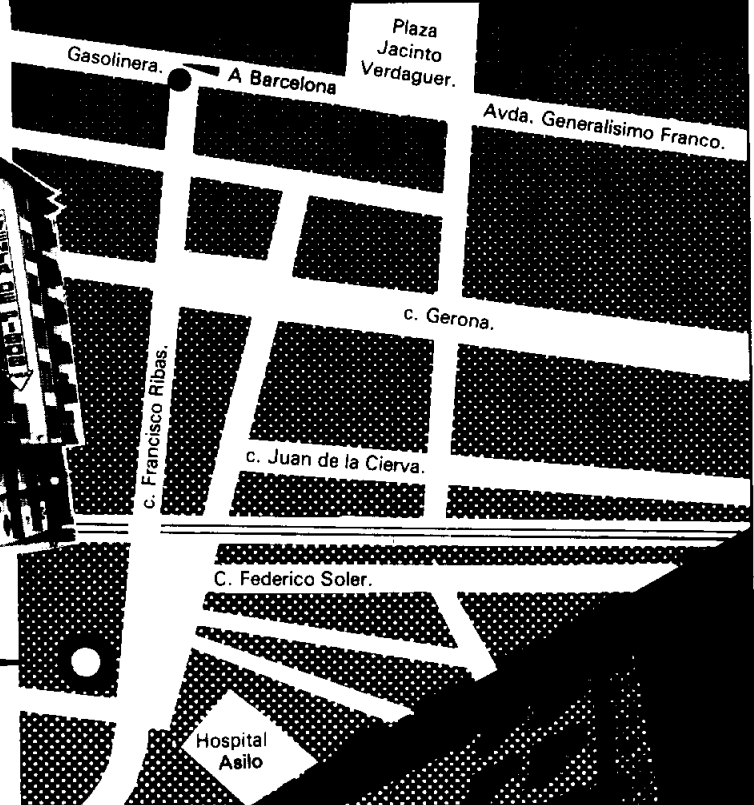 Plaza
Jacinto
Verdaguer.
Gasolinera.
A Barcelona
Avda. Generalisimo Franco.
c. Gerona.
c. Francisco Ribas.
c. Juan de la Cierva.
C. Federico Soler.
Hospital
Asilo